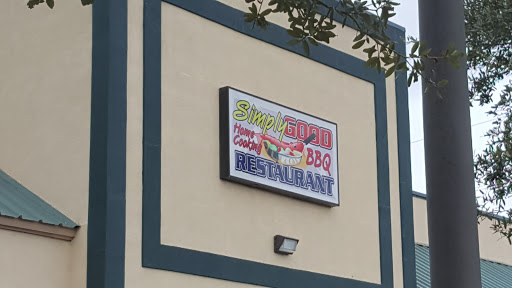 Simply GOOD
Home BBQ
Cooking
RESTAURANT